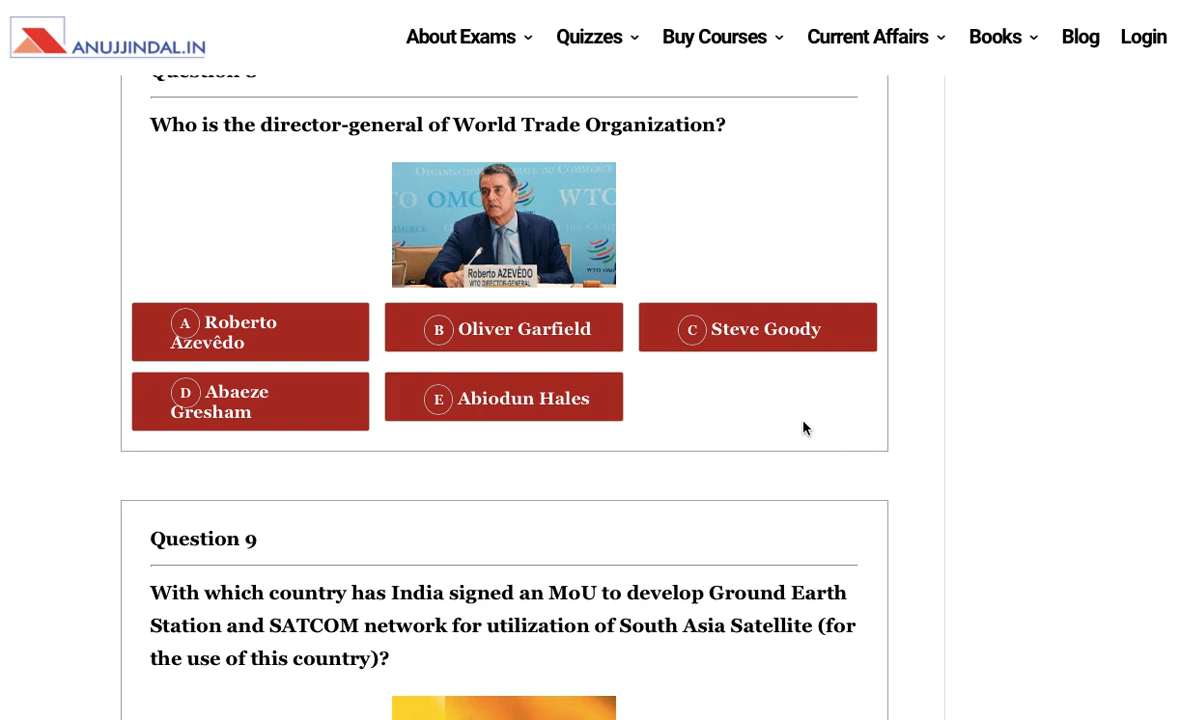 ANUJJINDAL.IN
About Exams
Quizzes
Buy Courses
Current Affairs
Books
Blog
Login
Who is the director-general of World Trade Organization?
OMC
WTO
Roberto AZEVÊDO
WTO DIRECTOR-GENERAL
A Roberto
Azevêdo
B Oliver Garfield
C Steve Goody
D Abaeze
Gresham
E Abiodun Hales
Question 9
With which country has India signed an MoU to develop Ground Earth
Station and SATCOM network for utilization of South Asia Satellite (for
the use of this country)?